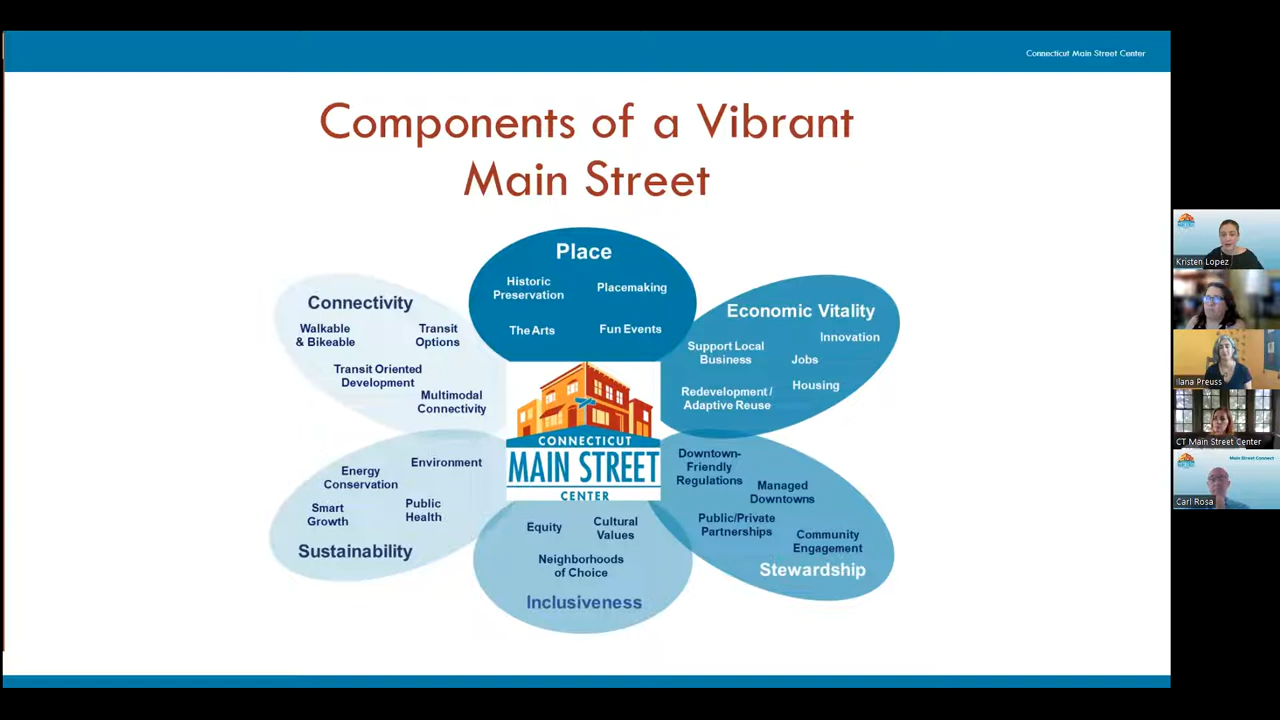 Connecticut Main Street Center
Components of a Vibrant
Main Street
Place
Historic
Preservation
Placemaking
The Arts
Fun Events
Economic Vitality
Innovation
Support Local
Business
Jobs
Housing
Redevelopment /
Adaptive Reuse
Downtown-
Friendly
Regulations
Managed
Downtowns
Public/Private
Partnerships
Community
Engagement
Stewardship
Equity
Cultural
Values
Neighborhoods
of Choice
Inclusiveness
Energy
Conservation
Environment
Smart
Growth
Public
Health
Sustainability
Connectivity
Walkable
& Bikeable
Transit
Options
Transit Oriented
Development
Multimodal
Connectivity
CONNECTICUT
MAIN STREET
CENTER
Kristen Lopez
Ilana Preuss
CT Main Street Center
Main Street Connect
Carl Rosa